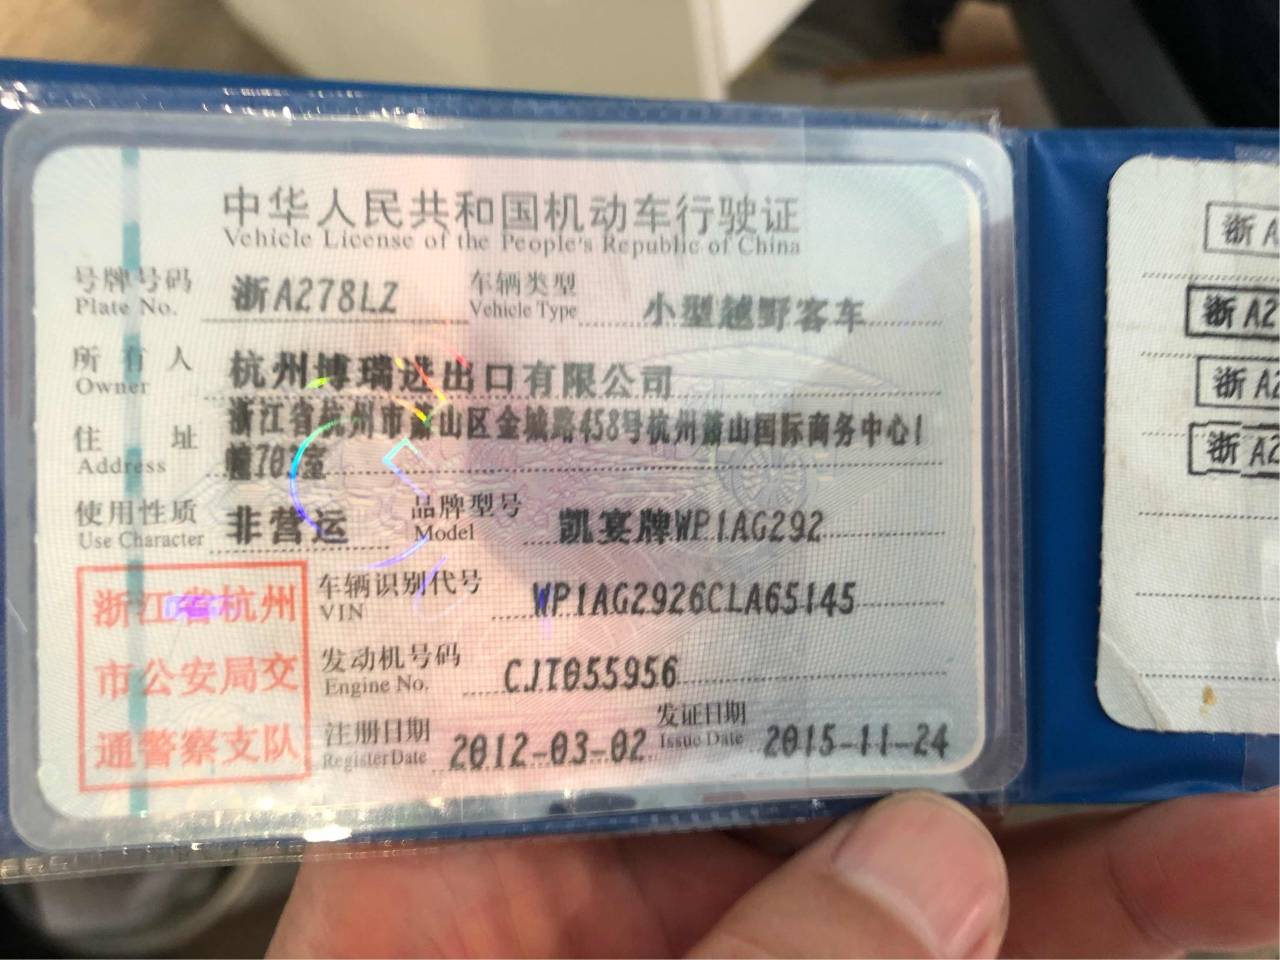 中华人民共和国机动车行驶证
Vehicle License of the People's Republic of China
号牌号码 浙A278LZ 车辆类型 小型越野客车
Plate No. Vehicle Type
所有人 杭州博瑞进出口有限公司
Owner
住址 浙江省杭州市萧山区金城路458号杭州萧山国际商务中心1
Address 幢703室
使用性质 非营运 品牌型号 凯宴牌WP1AG292
Use Character Model
车辆识别代号 WP1AG2926CLA65145
VIN
发动机号码 CJT055956
Engine No.
注册日期 2012-03-02 发证日期 2015-11-24
Register Date Issue Date
浙江省杭州
市公安局交
通警察支队
浙A
浙A2
浙A2
浙A2